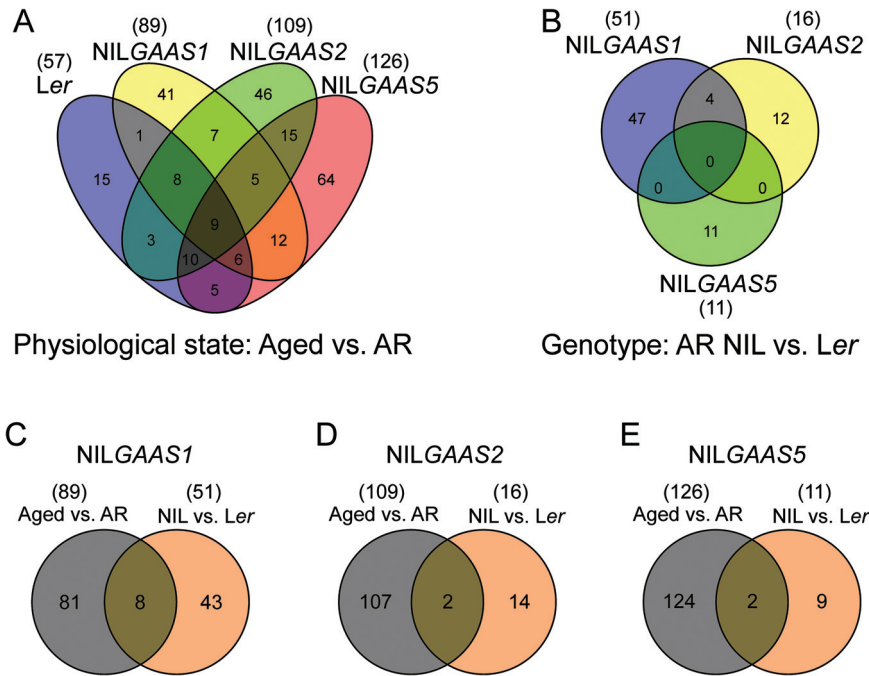 A
(57)
Ler
(89)
NILGAAS1
(109)
NILGAAS2
(126)
NILGAAS5
41
46
1
7
15
15
8
5
64
3
9
12
10
6
5
Physiological state: Aged vs. AR
B
(51)
NILGAAS1
(16)
NILGAAS2
47
4
12
0
0
0
11
NILGAAS5
(11)
Genotype: AR NIL vs. Ler
C
NILGAAS1
(89)
Aged vs. AR
(51)
NIL vs. Ler
81
8
43
D
NILGAAS2
(109)
Aged vs. AR
(16)
NIL vs. Ler
107
2
14
E
NILGAAS5
(126)
Aged vs. AR
(11)
NIL vs. Ler
124
2
9